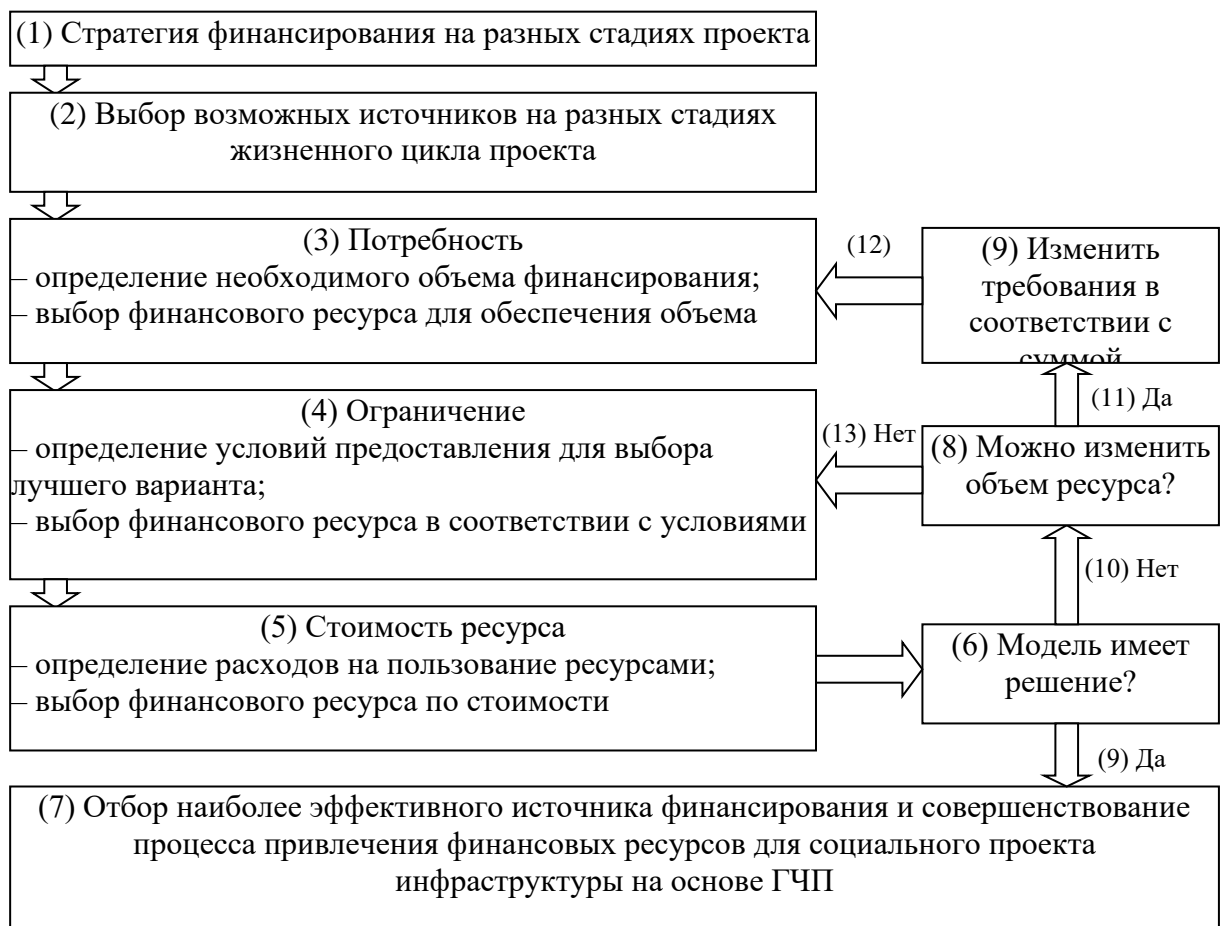 (1) Стратегия финансирования на разных стадиях проекта
(2) Выбор возможных источников на разных стадиях
жизненного цикла проекта
(3) Потребность
– определение необходимого объема финансирования;
– выбор финансового ресурса для обеспечения объема
(12)
(9) Изменить
требования в
соответствии с
суммой
(11) Да
(4) Ограничение
– определение условий предоставления для выбора
лучшего варианта;
– выбор финансового ресурса в соответствии с условиями
(13) Нет
(8) Можно изменить
объем ресурса?
(10) Нет
(5) Стоимость ресурса
– определение расходов на пользование ресурсами;
– выбор финансового ресурса по стоимости
(6) Модель имеет
решение?
(9) Да
(7) Отбор наиболее эффективного источника финансирования и совершенствование
процесса привлечения финансовых ресурсов для социального проекта
инфраструктуры на основе ГЧП